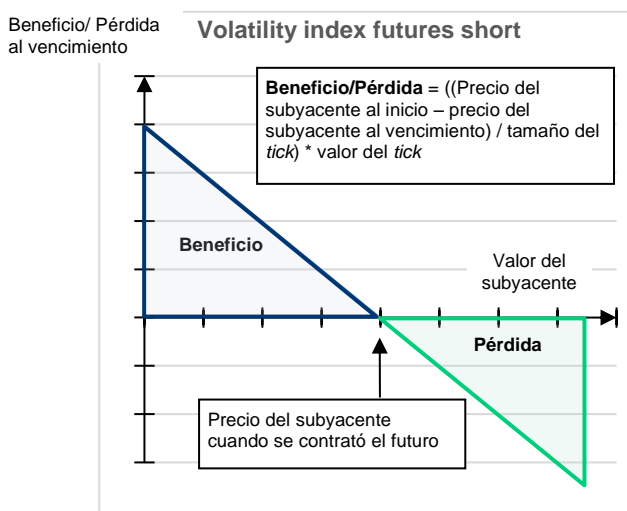 Beneficio/ Pérdida
al vencimiento
Volatility index futures short
Beneficio/Pérdida = ((Precio del
subyacente al inicio – precio del
subyacente al vencimiento) / tamaño del
tick) * valor del tick
Beneficio
Valor del
subyacente
Pérdida
Precio del subyacente
cuando se contrató el futuro